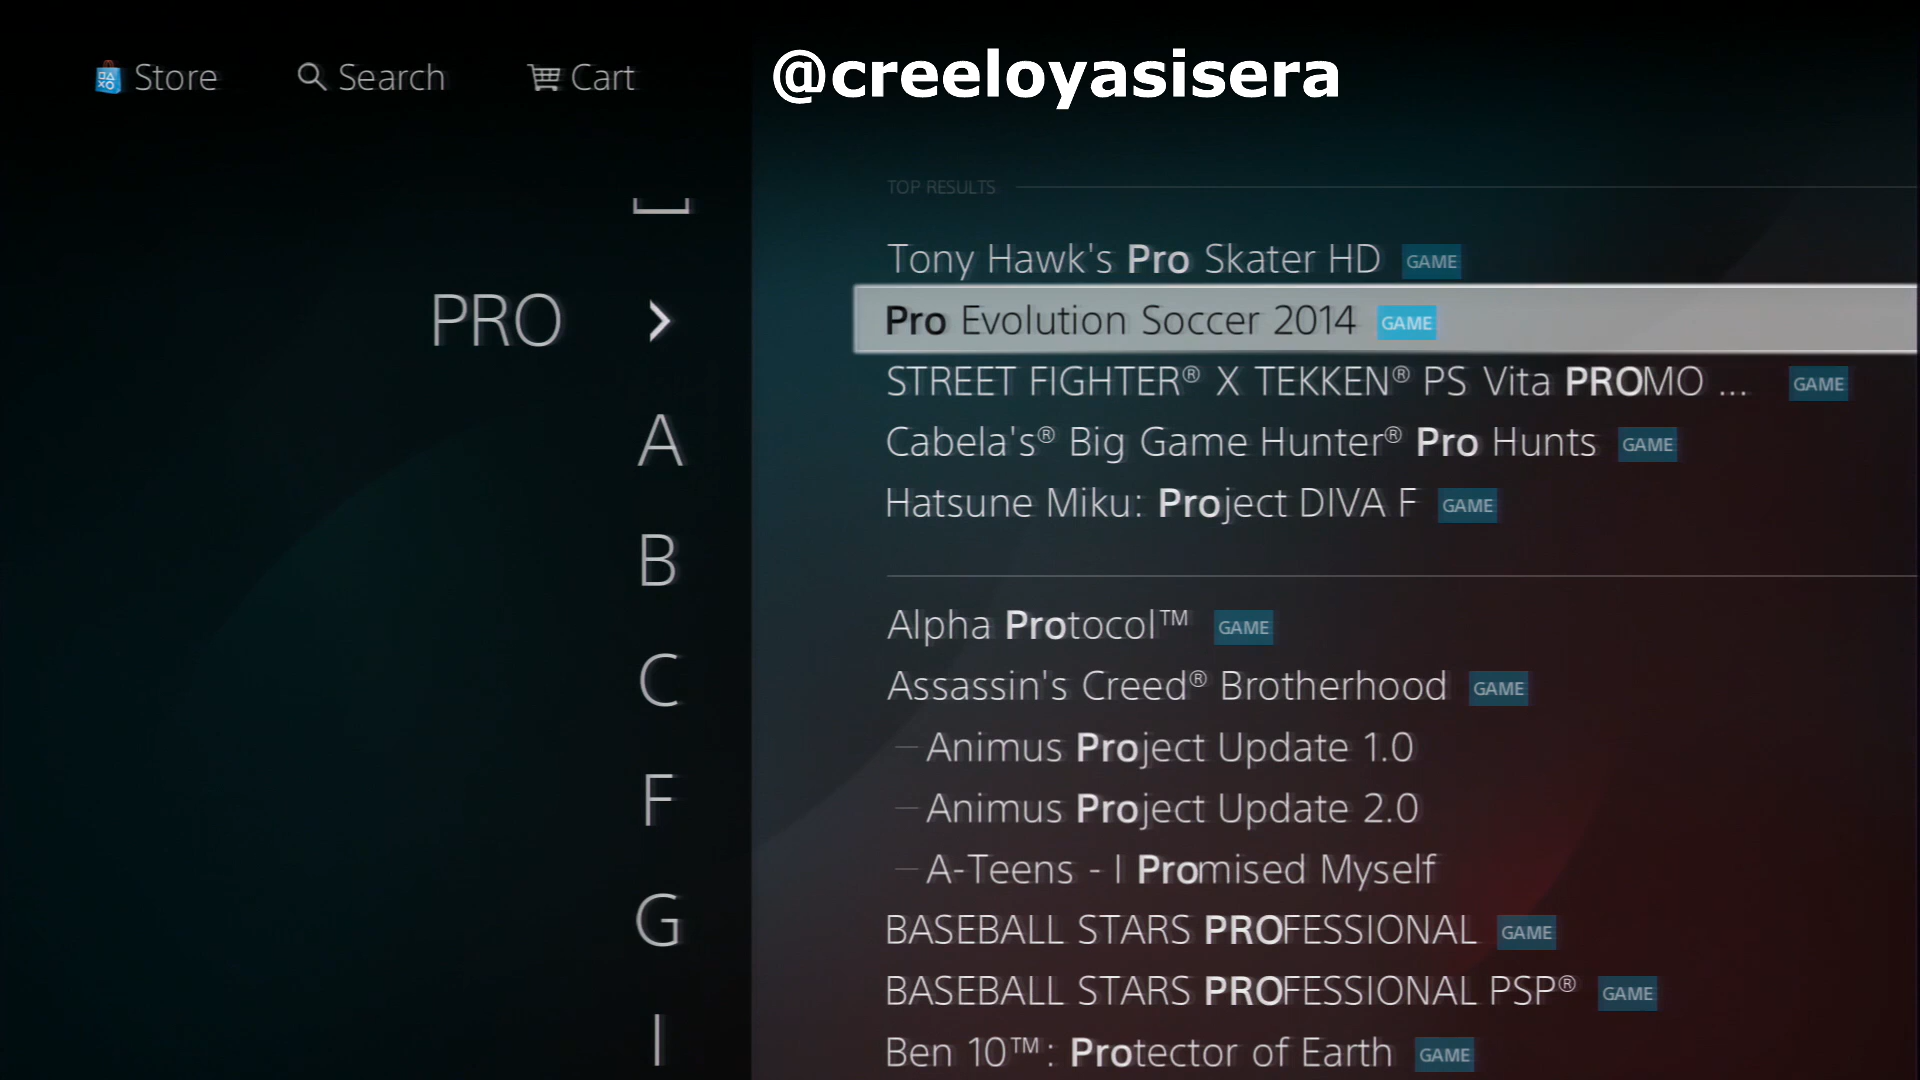 Store Search Cart @creeloyasisera
TOP RESULTS
Tony Hawk's Pro Skater HD GAME
PRO Pro Evolution Soccer 2014 GAME
STREET FIGHTER® X TEKKEN® PS Vita PROMO ... GAME
A Cabela's® Big Game Hunter® Pro Hunts GAME
Hatsune Miku: Project DIVA F GAME
B
Alpha Protocol™ GAME
C Assassin's Creed® Brotherhood GAME
Animus Project Update 1.0
F Animus Project Update 2.0
A-Teens - I Promised Myself
G BASEBALL STARS PROFESSIONAL GAME
BASEBALL STARS PROFESSIONAL PSP® GAME
I Ben 10™: Protector of Earth GAME